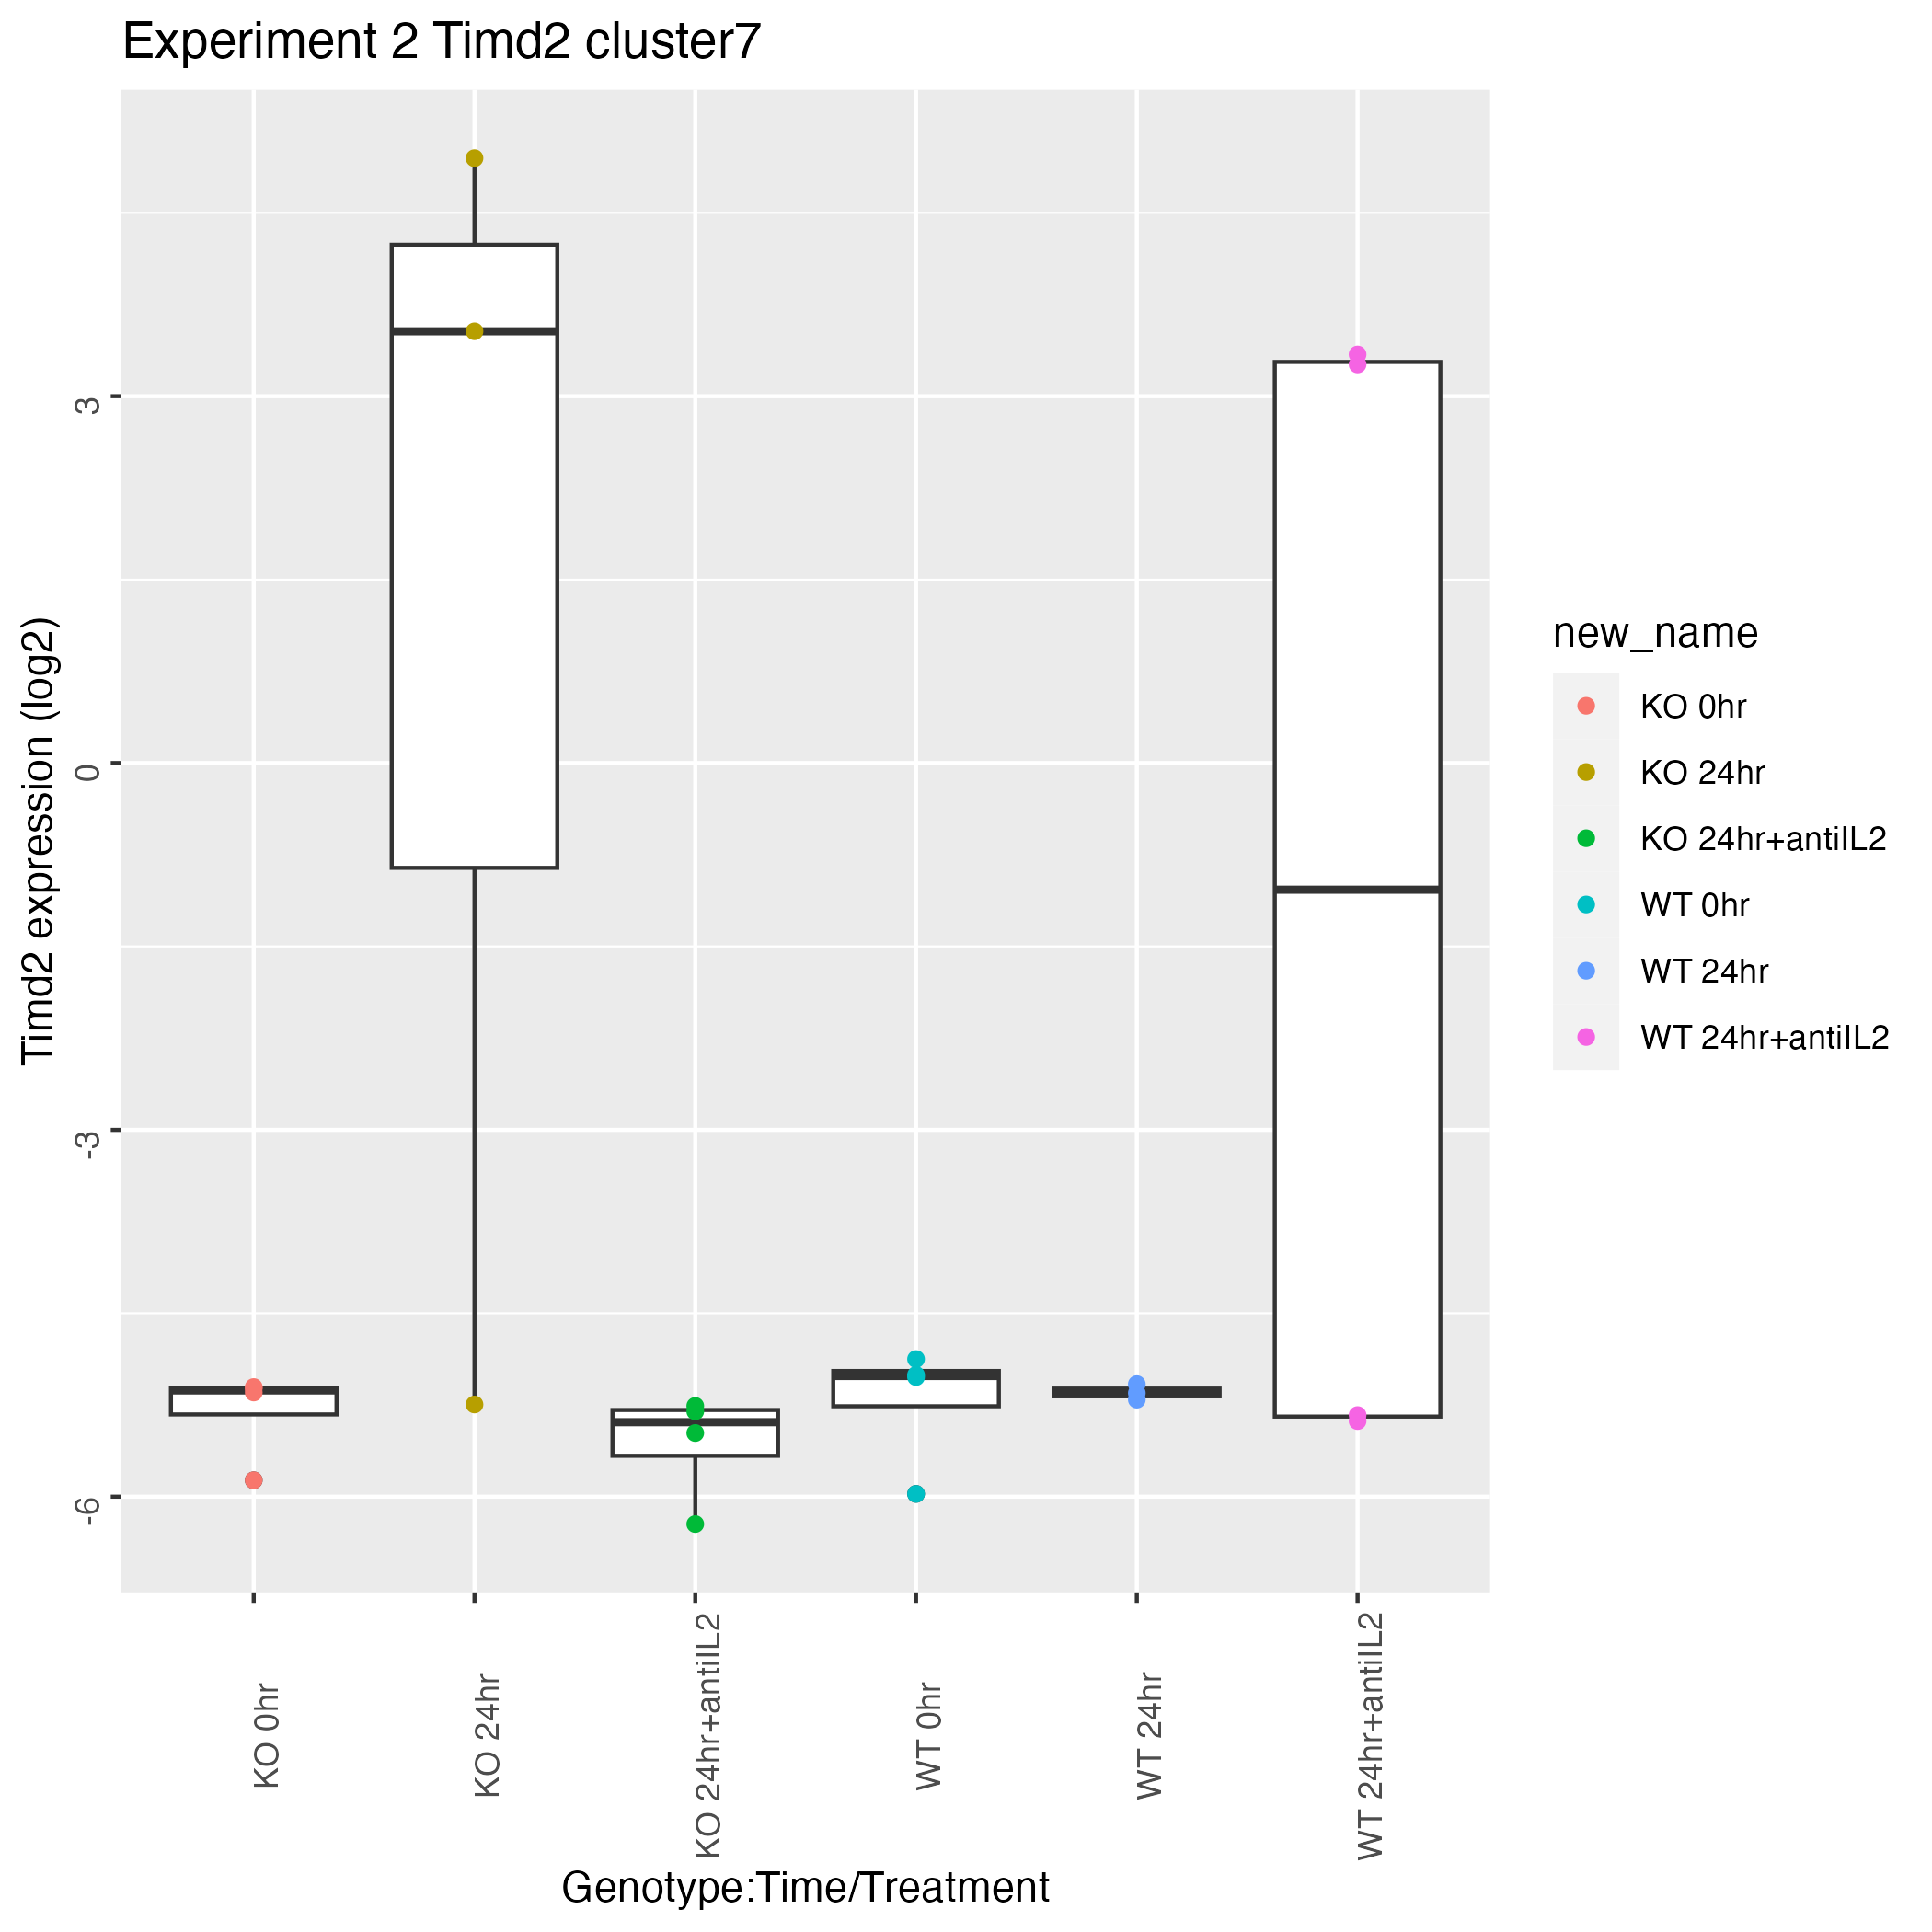 Experiment 2 Timd2 cluster7
Timd2 expression (log2)
3
0
-3
-6
KO 0hr
KO 24hr
KO 24hr+antiIL2
WT 0hr
WT 24hr
WT 24hr+antiIL2
Genotype:Time/Treatment
new_name
KO 0hr
KO 24hr
KO 24hr+antiIL2
WT 0hr
WT 24hr
WT 24hr+antiIL2